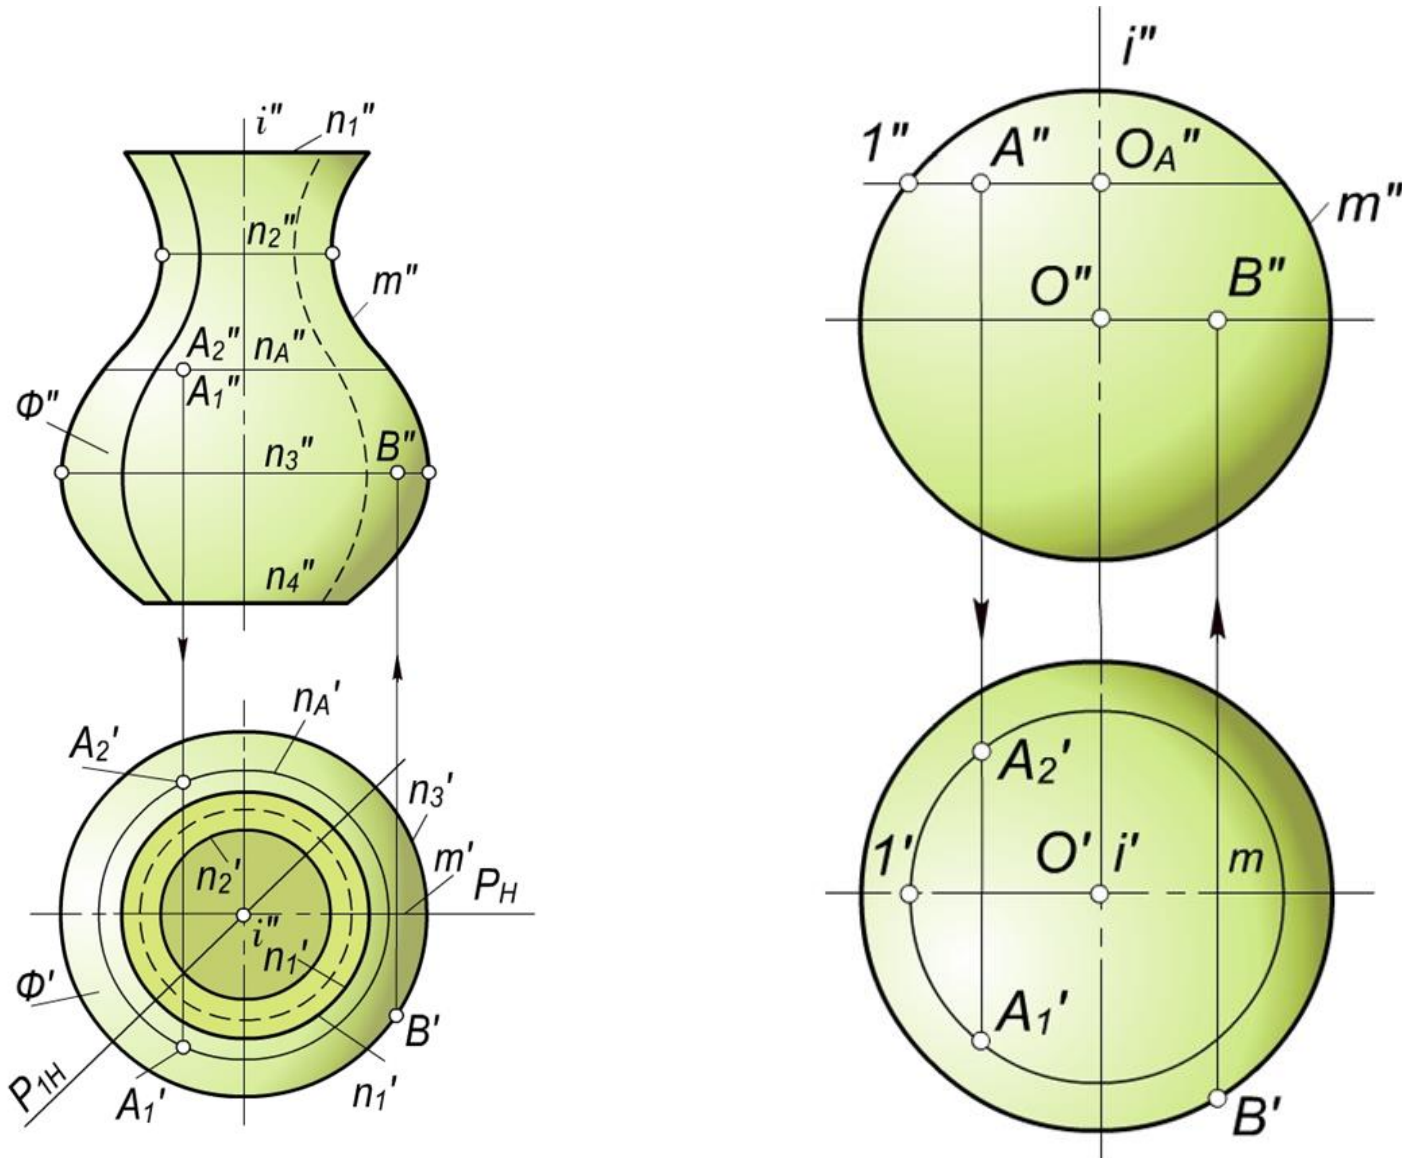 i" n₁"
n₂"
m"
A₂" n_A"
A₁"
Φ"
n₃" B"
n₄"
n_A'
A₂'
n₃'
n₂' m' P_H
i"
n₁'
Φ'
B'
P₁H A₁' n₁'
i"
1" A" O_A"
m"
O" B"
A₂'
1' O' i' m
A₁'
B'